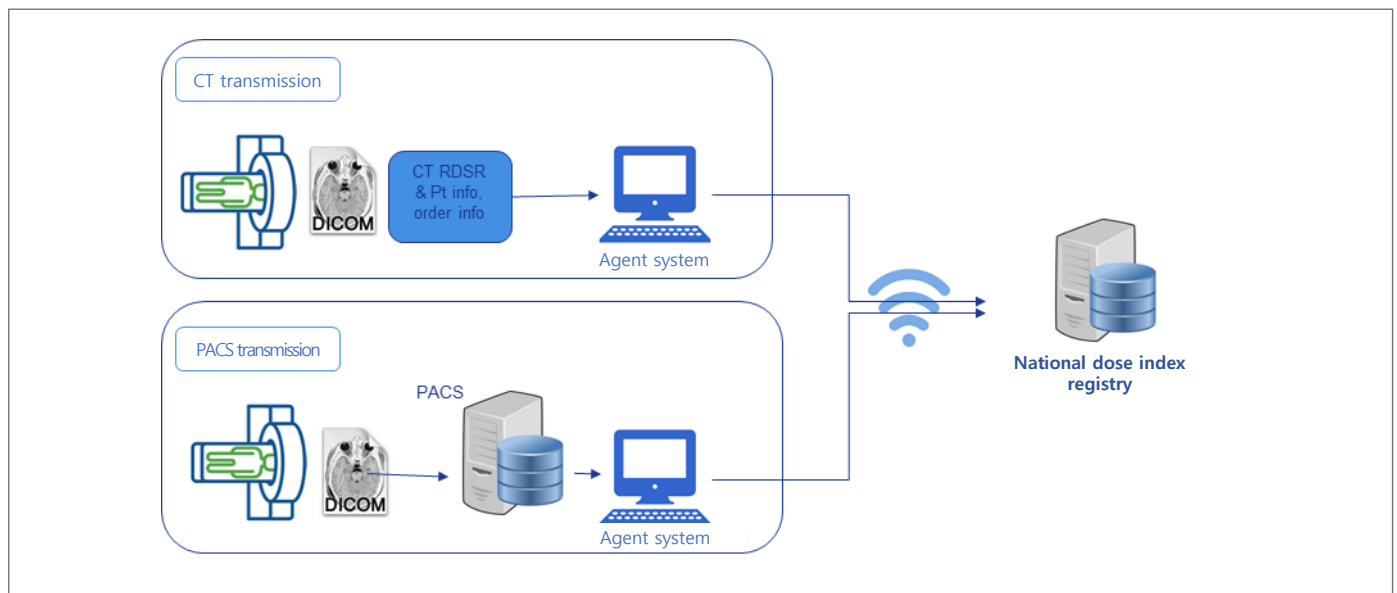 CT transmission
CT RDSR
& Pt info,
order info
DICOM
Agent system
PACS transmission
PACS
DICOM
Agent system
National dose index
registry